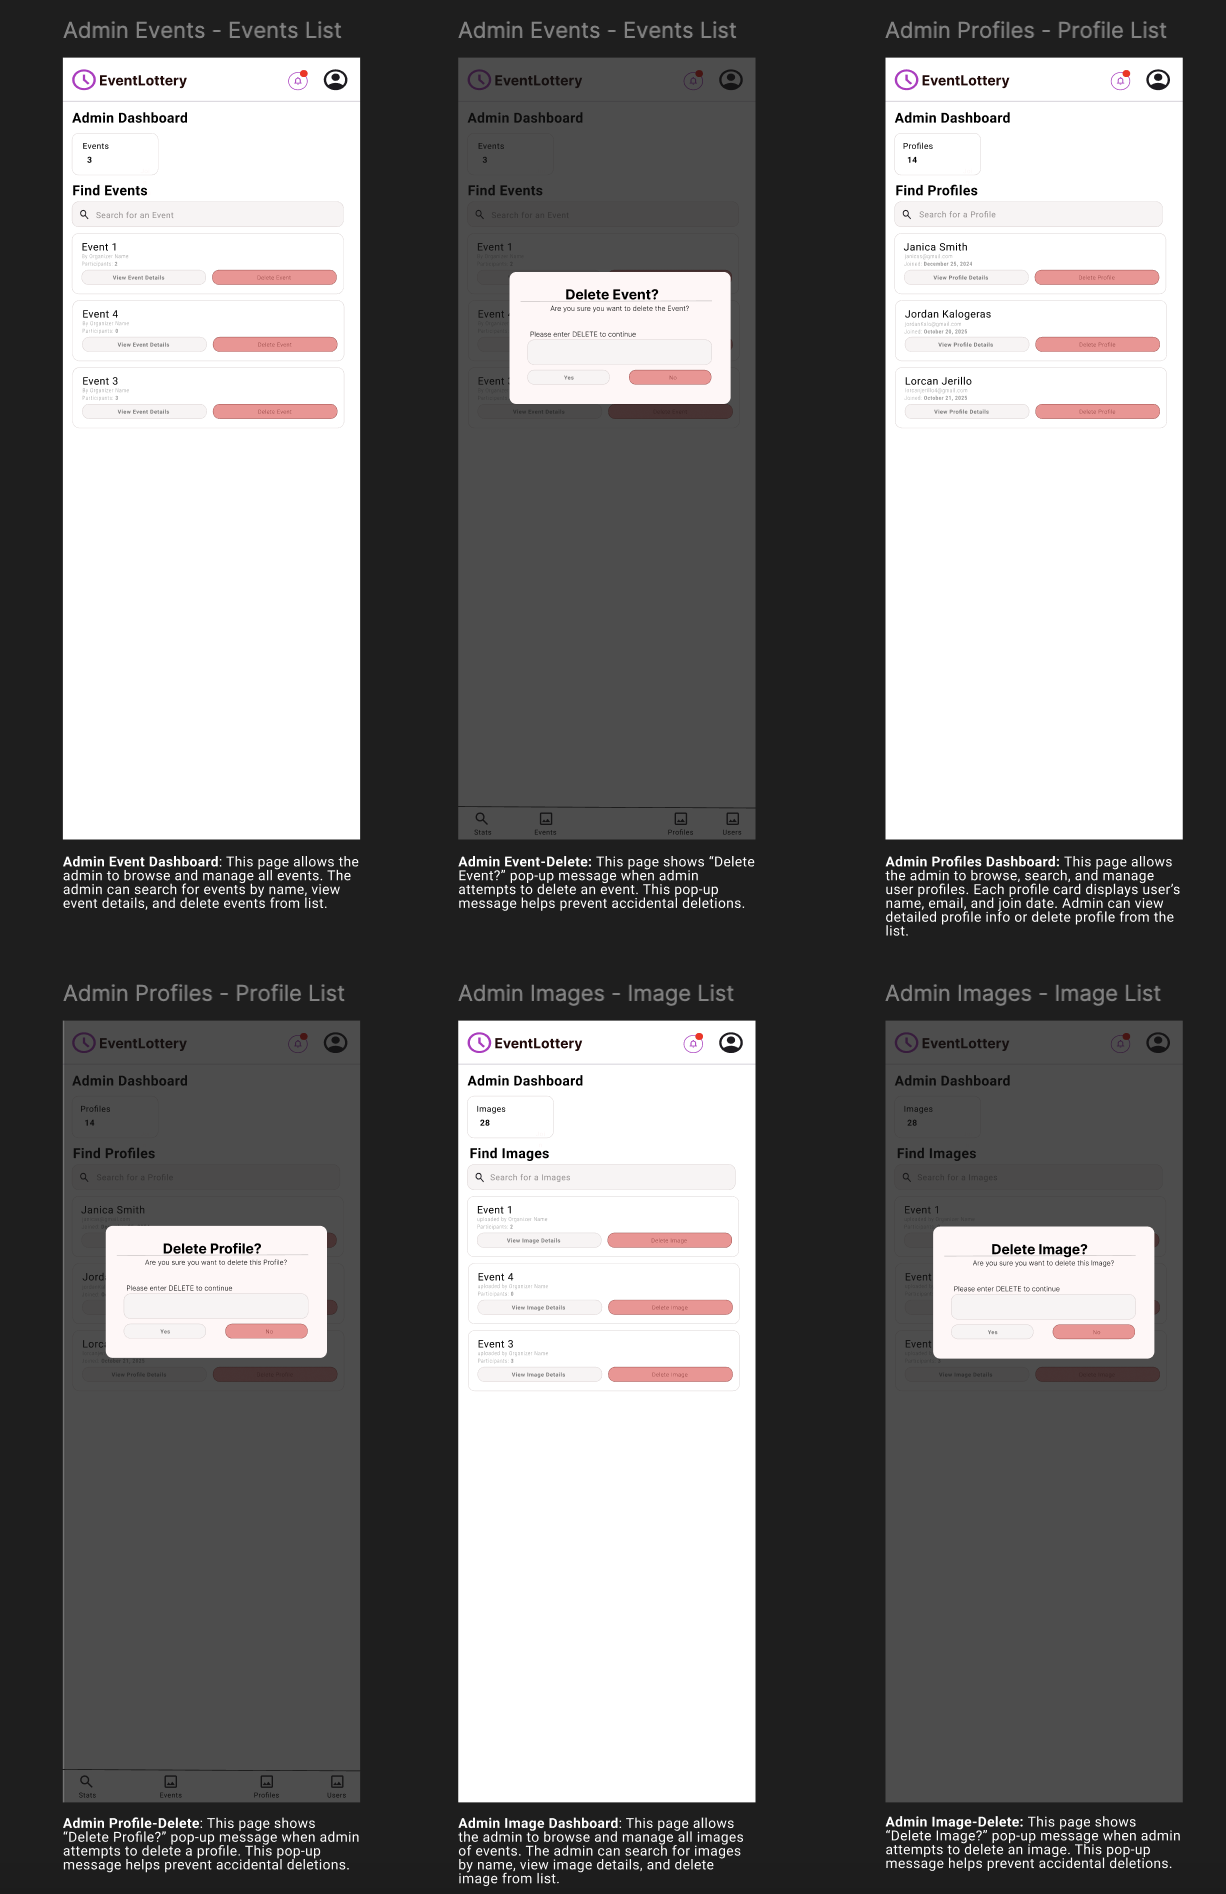 Admin Events - Events List
EventLottery
Admin Dashboard
Events
3
Find Events
Search for an Event
Event 1
By Organizer Name
Participants: 2
View Event Details
Delete Event
Event 4
By Organizer Name
Participants: 0
View Event Details
Delete Event
Event 3
By Organizer Name
Participants: 3
View Event Details
Delete Event
Admin Event Dashboard: This page allows the
admin to browse and manage all events. The
admin can search for events by name, view
event details, and delete events from list.
Admin Events - Events List
EventLottery
Admin Dashboard
Events
3
Find Events
Search for an Event
Event 1
Delete Event?
Are you sure you want to delete the Event?
Please enter DELETE to continue
Yes
No
View Event Details
Stats
Events
Profiles
Users
Admin Event-Delete: This page shows “Delete
Event?” pop-up message when admin
attempts to delete an event. This pop-up
message helps prevent accidental deletions.
Admin Profiles - Profile List
EventLottery
Admin Dashboard
Profiles
14
Find Profiles
Search for a Profile
Janica Smith
Joined: December 25, 2024
View Profile Details
Delete Profile
Jordan Kalogeras
Joined: October 20, 2025
View Profile Details
Delete Profile
Lorcan Jerillo
Joined: October 21, 2025
View Profile Details
Delete Profile
Admin Profiles Dashboard: This page allows
the admin to browse, search, and manage
user profiles. Each profile card displays user’s
name, email, and join date. Admin can view
detailed profile info or delete profile from the
list.
Admin Profiles - Profile List
EventLottery
Admin Dashboard
Profiles
14
Find Profiles
Search for a Profile
Janica Smith
Delete Profile?
Are you sure you want to delete this Profile?
Please enter DELETE to continue
Yes
No
October 21, 2025
View Profile Details
Stats
Events
Profiles
Users
Admin Profile-Delete: This page shows
“Delete Profile?” pop-up message when admin
attempts to delete a profile. This pop-up
message helps prevent accidental deletions.
Admin Images - Image List
EventLottery
Admin Dashboard
Images
28
Find Images
Search for a Images
Event 1
uploaded by Organizer Name
Participants: 2
View Image Details
Delete Image
Event 4
uploaded by Organizer Name
Participants: 0
View Image Details
Delete Image
Event 3
uploaded by Organizer Name
Participants: 3
View Image Details
Delete Image
Admin Image Dashboard: This page allows
the admin to browse and manage all images
of events. The admin can search for images
by name, view image details, and delete
image from list.
Admin Images - Image List
EventLottery
Admin Dashboard
Images
28
Find Images
Search for a Images
Event 1
Delete Image?
Are you sure you want to delete this Image?
Please enter DELETE to continue
Yes
No
View Image Details
Admin Image-Delete: This page shows
“Delete Image?” pop-up message when admin
attempts to delete an image. This pop-up
message helps prevent accidental deletions.